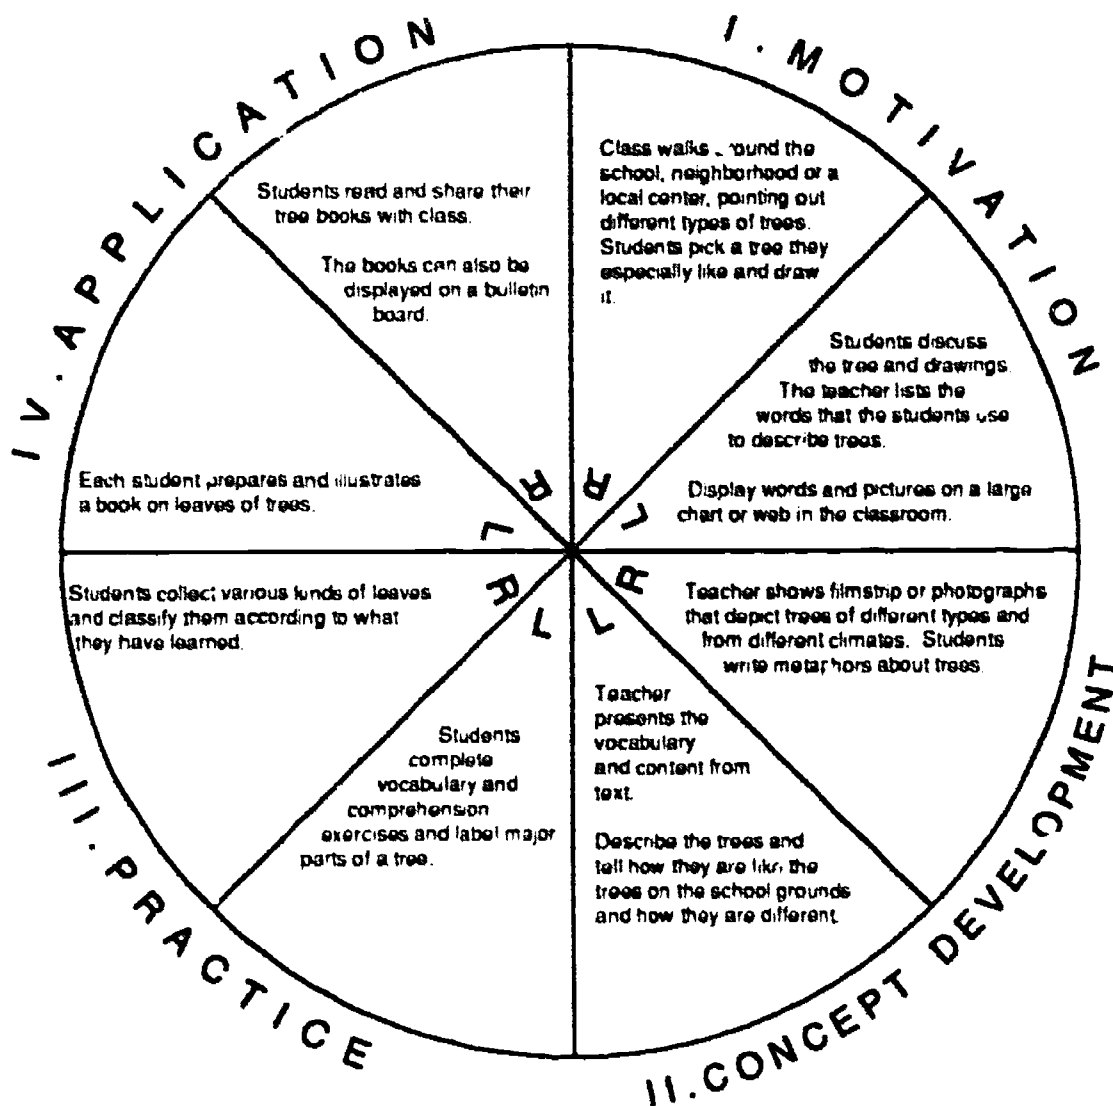 I. MOTIVATION
Class walks around the
school, neighborhood or a
local center, pointing out
different types of trees.
Students pick a tree they
especially like and draw
it.
R
Students discuss
the tree and drawings.
The teacher lists the
words that the students use
to describe trees.
Display words and pictures on a large
chart or web in the classroom.
L
II. CONCEPT DEVELOPMENT
Teacher shows filmstrip or photographs
that depict trees of different types and
from different climates. Students
write metaphors about trees.
R
Teacher
presents the
vocabulary
and content from
text.
Describe the trees and
tell how they are like the
trees on the school grounds
and how they are different.
L
III. PRACTICE
Students
complete
vocabulary and
comprehension
exercises and label major
parts of a tree.
L
Students collect various kinds of leaves
and classify them according to what
they have learned.
R
IV. APPLICATION
Each student prepares and illustrates
a book on leaves of trees.
L
Students read and share their
tree books with class.
The books can also be
displayed on a bulletin
board.
R